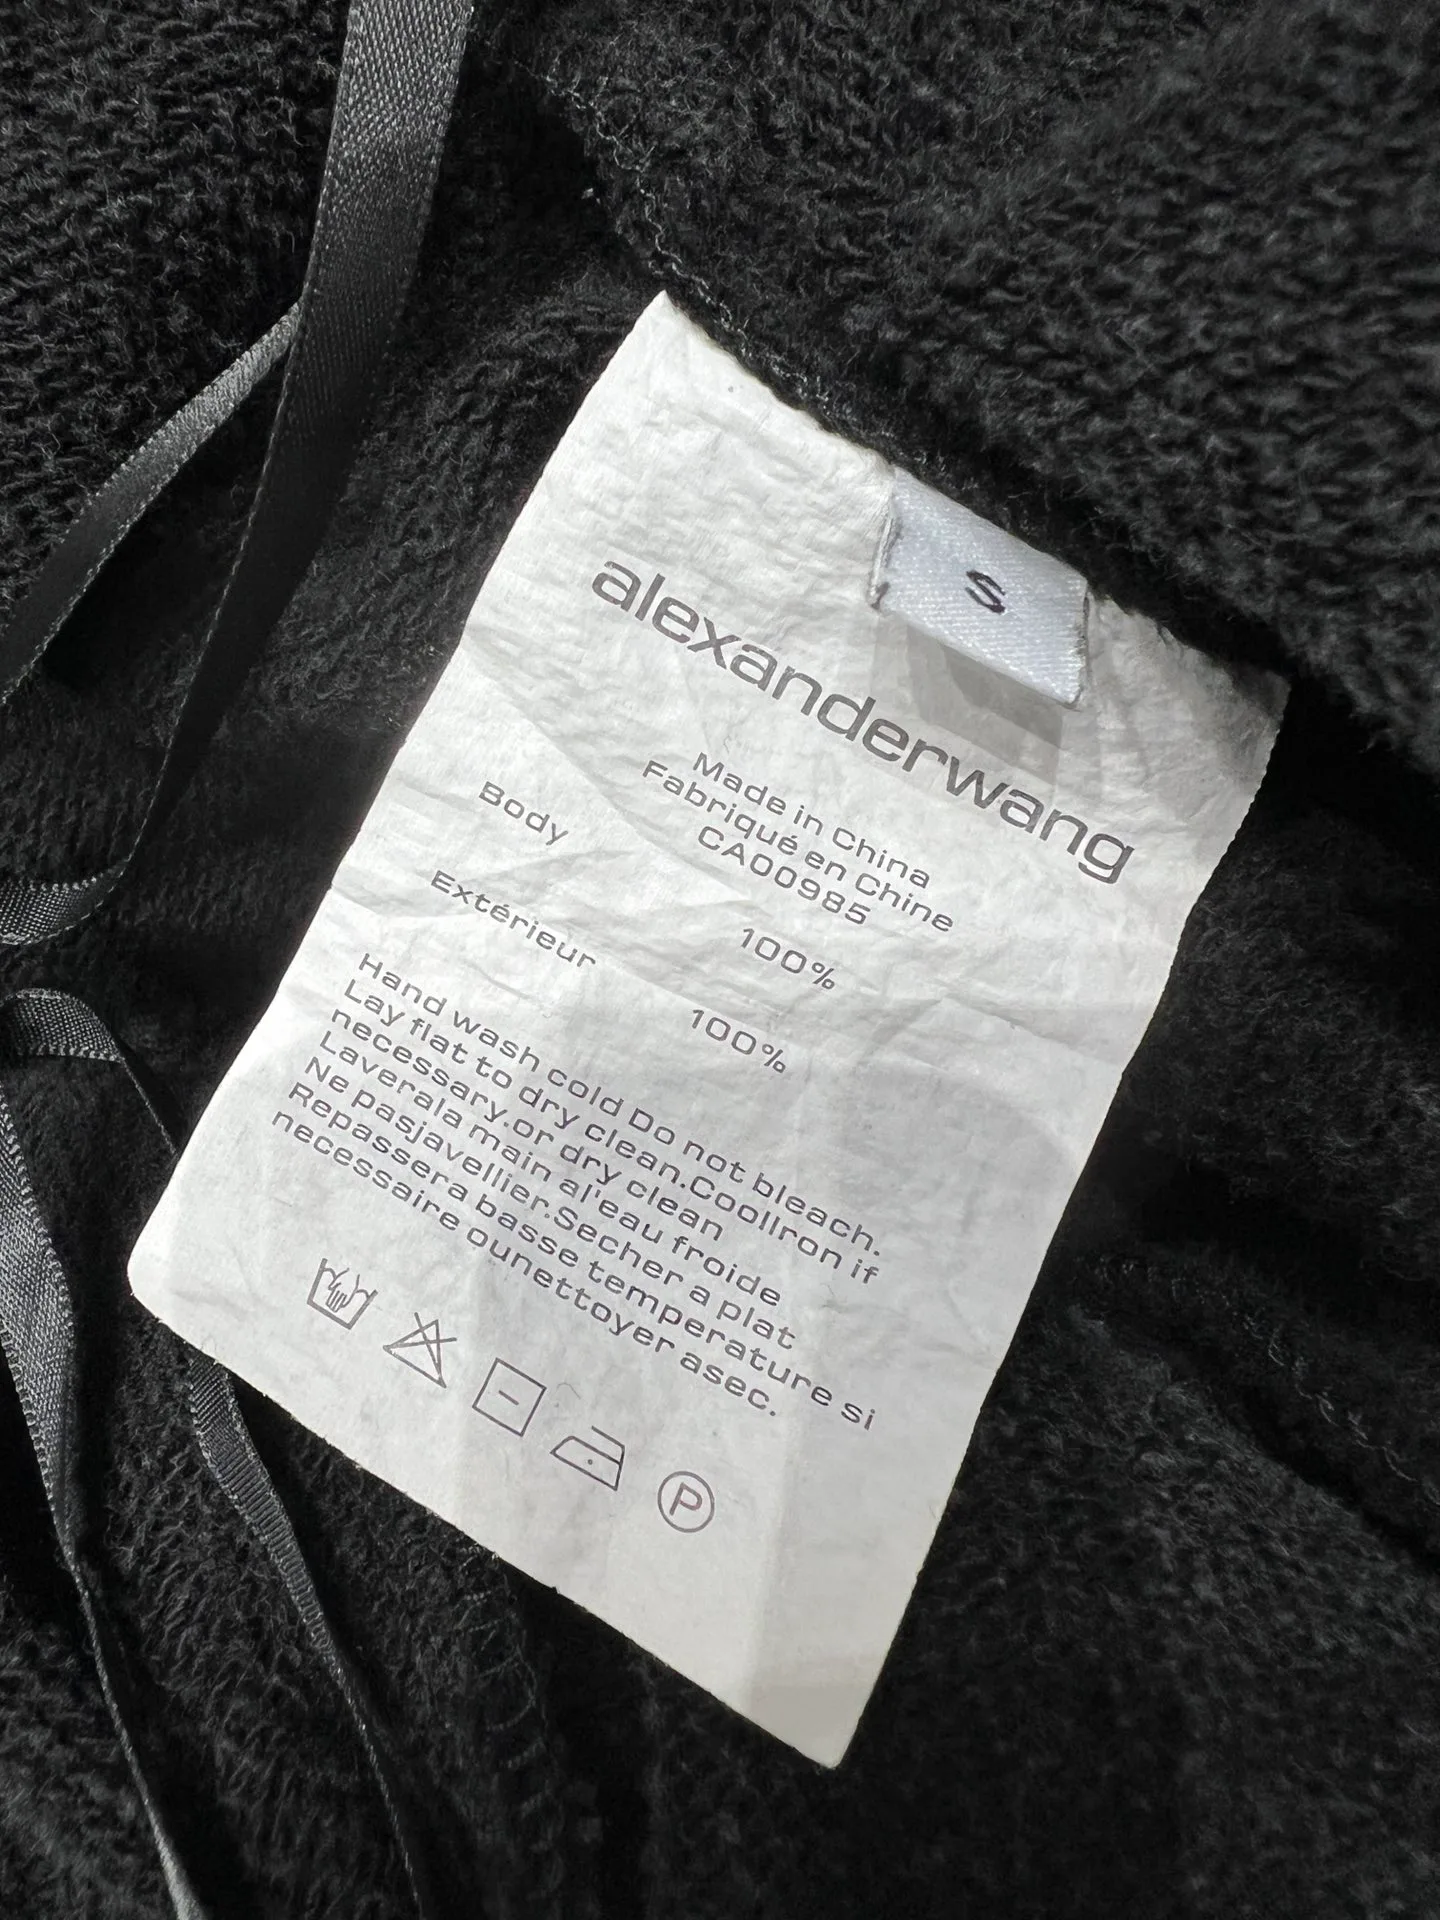 S
alexanderwang
Made in China
Fabriqué en Chine
CA00985
Body 100%
Extérieur 100%
Hand wash cold Do not bleach.
Lay flat to dry clean.CoolIron if
necessary.or dry clean
Laverala main al'eau froide
Ne pasjavellier.Secher a plat
Repassera basse temperature si
necessaire ounettoyer asec.
P